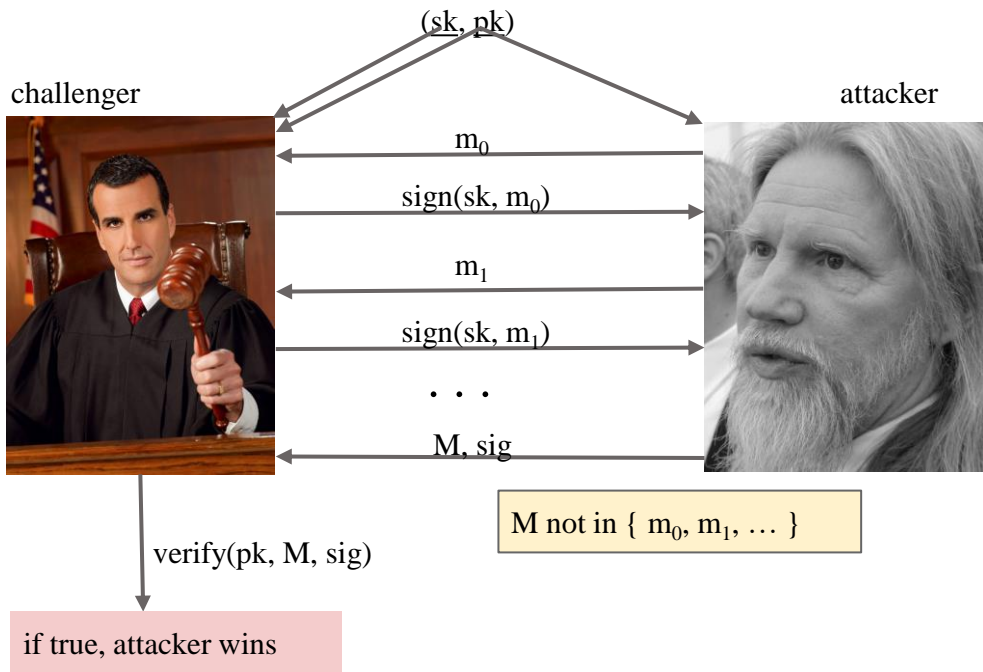 (sk, pk)
challenger
attacker
m₀
sign(sk, m₀)
m₁
sign(sk, m₁)
. . .
M, sig
M not in { m₀, m₁, … }
verify(pk, M, sig)
if true, attacker wins